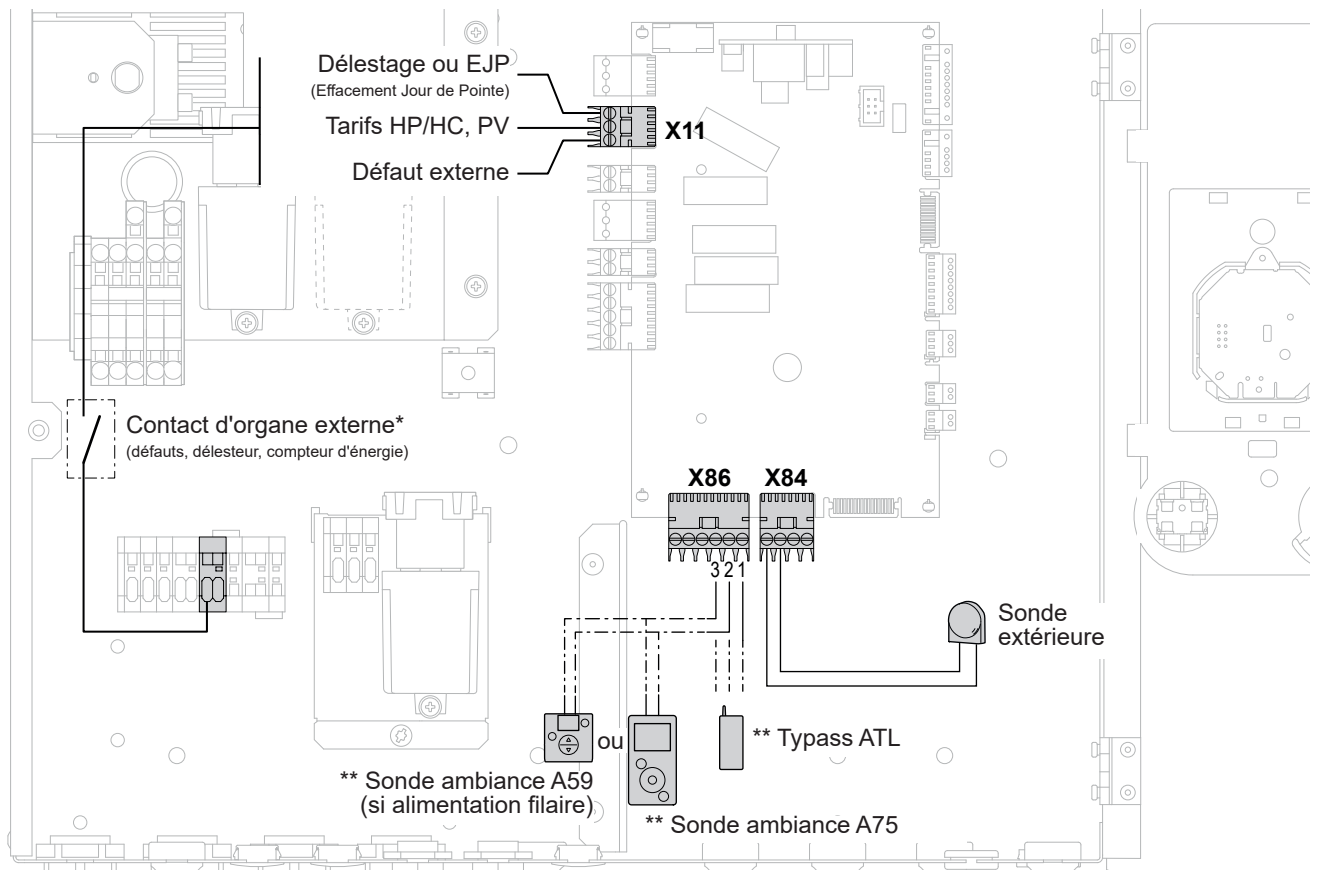 Délestage ou EJP
(Effacement Jour de Pointe)
Tarifs HP/HC, PV
X11
Défaut externe
Contact d'organe externe*
(défauts, délesteur, compteur d'énergie)
X86
X84
3 2 1
Sonde
extérieure
ou
** Typass ATL
** Sonde ambiance A59
(si alimentation filaire)
** Sonde ambiance A75